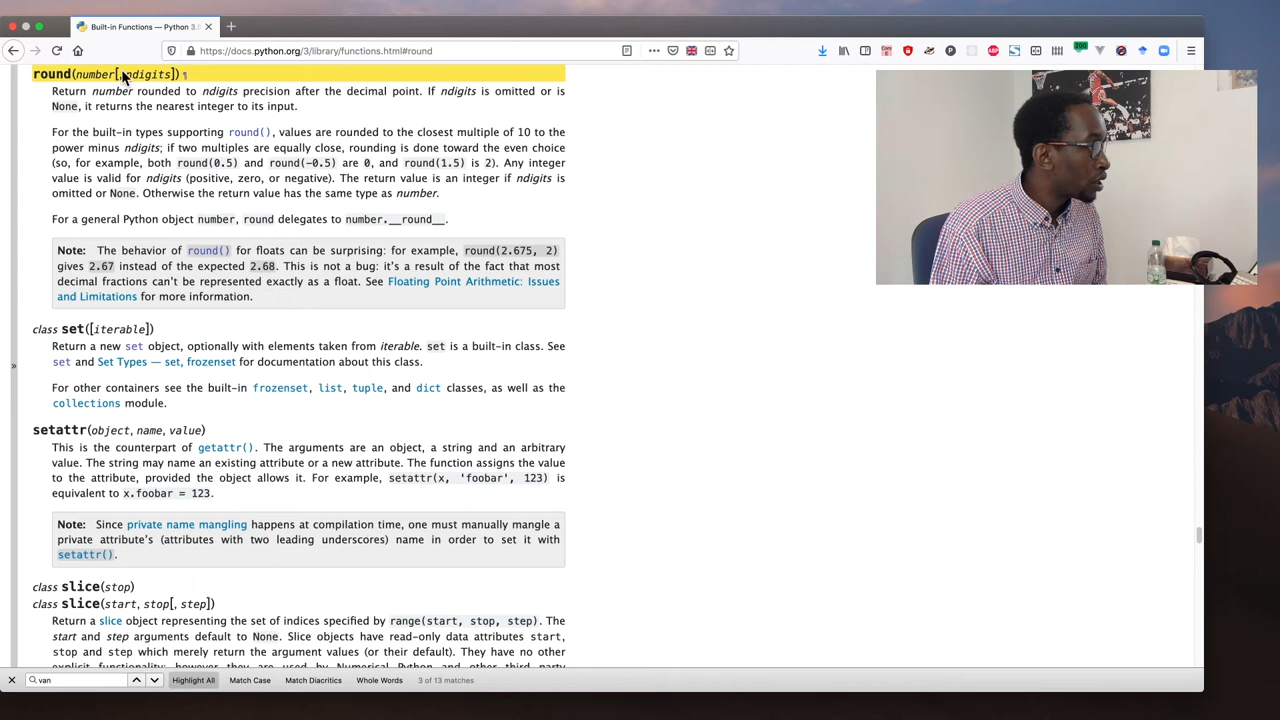 Built-in Functions — Python 3.
https://docs.python.org/3/library/functions.html#round
200
ABP
round(number[, ndigits]) ¶
Return number rounded to ndigits precision after the decimal point. If ndigits is omitted or is
None, it returns the nearest integer to its input.
For the built-in types supporting round(), values are rounded to the closest multiple of 10 to the
power minus ndigits; if two multiples are equally close, rounding is done toward the even choice
(so, for example, both round(0.5) and round(-0.5) are 0, and round(1.5) is 2). Any integer
value is valid for ndigits (positive, zero, or negative). The return value is an integer if ndigits is
omitted or None. Otherwise the return value has the same type as number.
For a general Python object number, round delegates to number.__round__.
Note: The behavior of round() for floats can be surprising: for example, round(2.675, 2)
gives 2.67 instead of the expected 2.68. This is not a bug: it's a result of the fact that most
decimal fractions can't be represented exactly as a float. See Floating Point Arithmetic: Issues
and Limitations for more information.
class set([iterable])
Return a new set object, optionally with elements taken from iterable. set is a built-in class. See
set and Set Types — set, frozenset for documentation about this class.
For other containers see the built-in frozenset, list, tuple, and dict classes, as well as the
collections module.
setattr(object, name, value)
This is the counterpart of getattr(). The arguments are an object, a string and an arbitrary
value. The string may name an existing attribute or a new attribute. The function assigns the value
to the attribute, provided the object allows it. For example, setattr(x, 'foobar', 123) is
equivalent to x.foobar = 123.
Note: Since private name mangling happens at compilation time, one must manually mangle a
private attribute's (attributes with two leading underscores) name in order to set it with
setattr().
class slice(stop)
class slice(start, stop[, step])
Return a slice object representing the set of indices specified by range(start, stop, step). The
start and step arguments default to None. Slice objects have read-only data attributes start,
stop and step which merely return the argument values (or their default). They have no other
explicit functionality; however they are used by Numerical Python and other third party
van
Highlight All
Match Case
Match Diacritics
Whole Words
3 of 13 matches